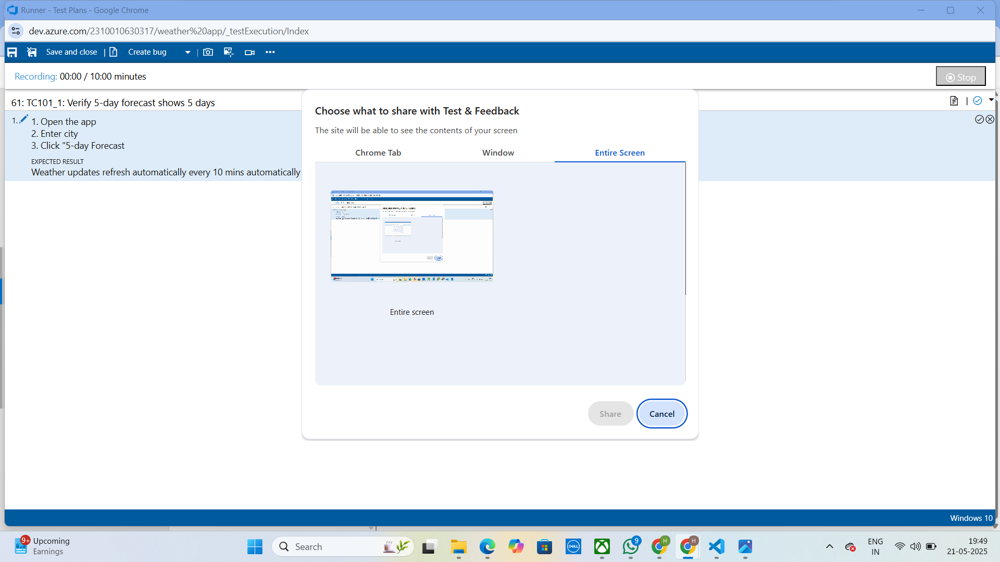 Runner - Test Plans - Google Chrome
dev.azure.com/2310010630317/weather%20app/_testExecution/Index
Save and close | Create bug
Recording: 00:00 / 10:00 minutes
Stop
61: TC101_1: Verify 5-day forecast shows 5 days
1. 1. Open the app
2. Enter city
3. Click "5-day Forecast
EXPECTED RESULT
Weather updates refresh automatically every 10 mins automatically
Choose what to share with Test & Feedback
The site will be able to see the contents of your screen
Chrome Tab Window Entire Screen
Entire screen
Share Cancel
Windows 10
9+ Upcoming
Earnings
Search
DELL
9
H
H
ENG
IN
19:49
21-05-2025